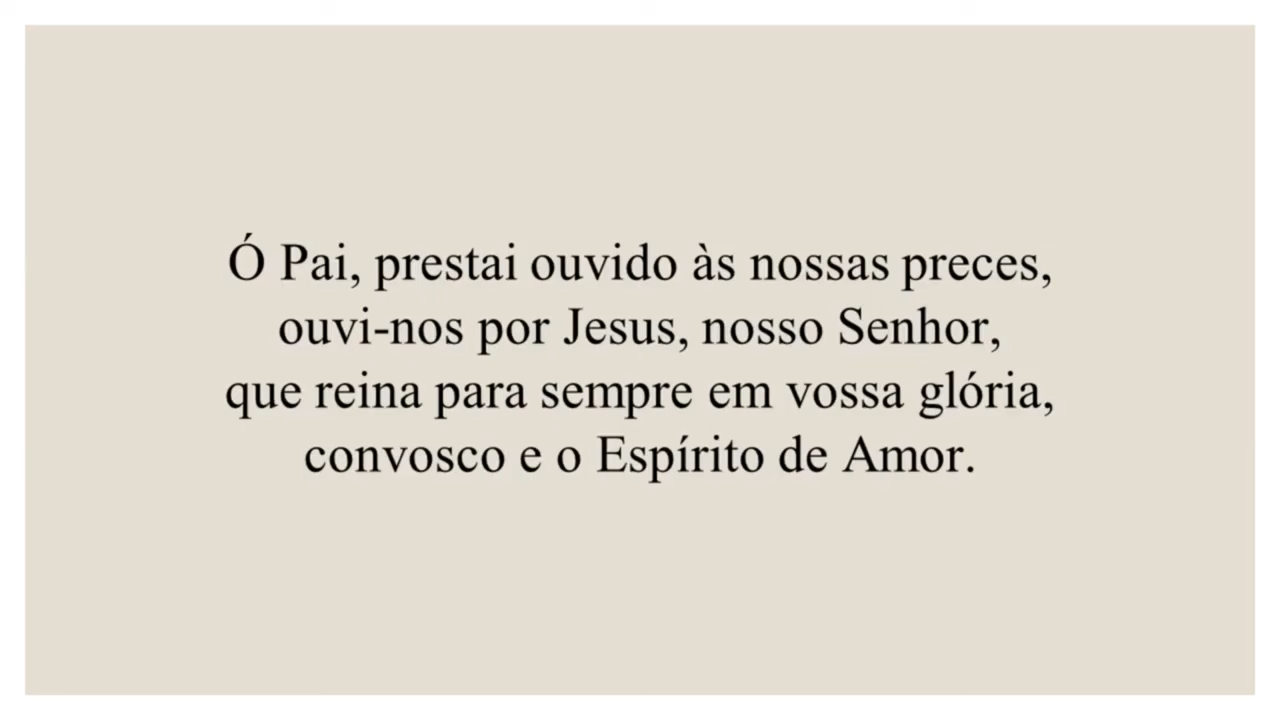 Ó Pai, prestai ouvido às nossas preces,
ouvi-nos por Jesus, nosso Senhor,
que reina para sempre em vossa glória,
convosco e o Espírito de Amor.